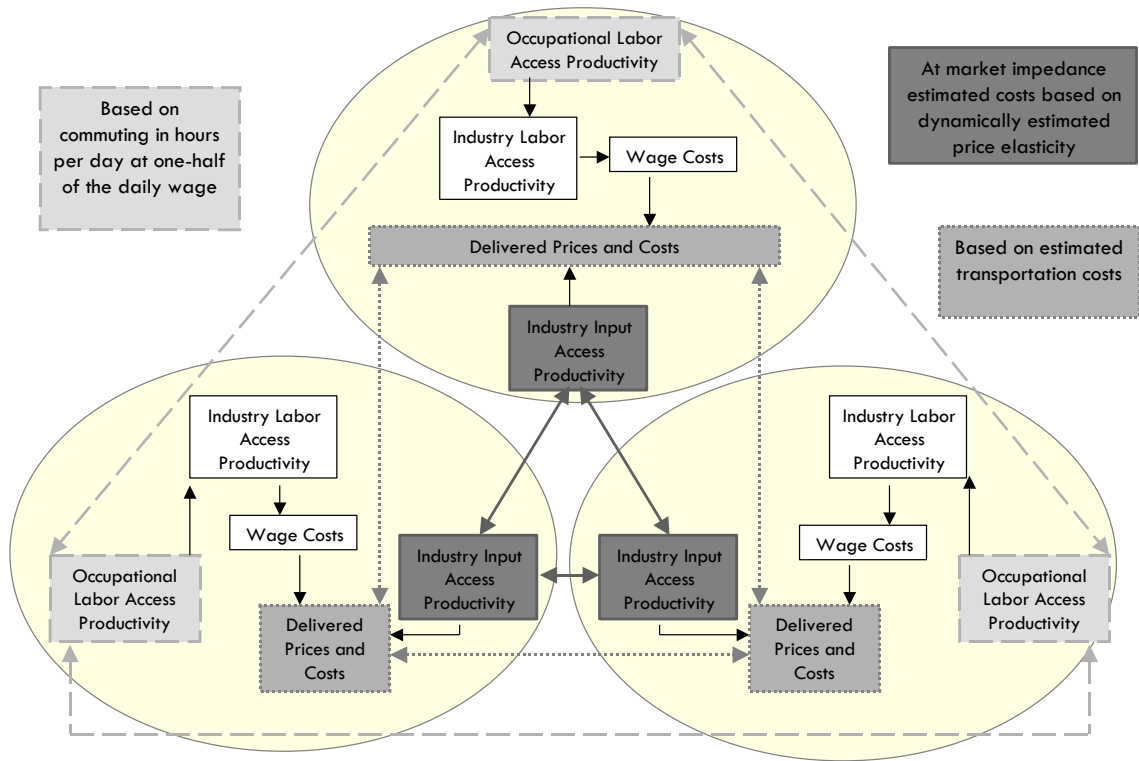 Occupational Labor
Access Productivity
At market impedance
estimated costs based on
dynamically estimated
price elasticity
Based on
commuting in hours
per day at one-half
of the daily wage
Industry Labor
Access
Productivity
Wage Costs
Delivered Prices and Costs
Based on estimated
transportation costs
Industry Input
Access
Productivity
Industry Labor
Access
Productivity
Wage Costs
Occupational
Labor Access
Productivity
Industry Input
Access
Productivity
Delivered
Prices and
Costs
Industry Labor
Access
Productivity
Wage Costs
Industry Input
Access
Productivity
Occupational
Labor Access
Productivity
Delivered
Prices and
Costs